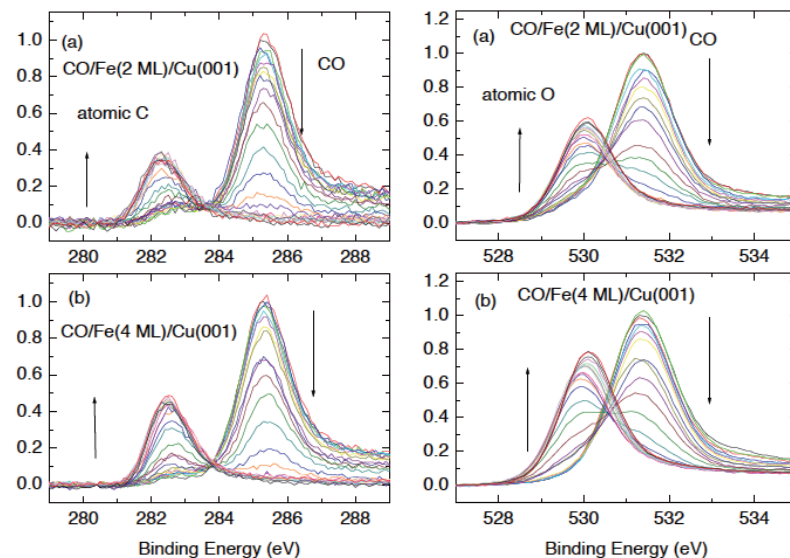 (a)
CO/Fe(2 ML)/Cu(001)
CO
atomic C
1.0
0.8
0.6
0.4
0.2
0.0
280 282 284 286 288
(b)
CO/Fe(4 ML)/Cu(001)
1.0
0.8
0.6
0.4
0.2
0.0
280 282 284 286 288
Binding Energy (eV)
(a)
CO/Fe(2 ML)/Cu(001)
CO
atomic O
1.2
1.0
0.8
0.6
0.4
0.2
0.0
528 530 532 534
(b)
CO/Fe(4 ML)/Cu(001)
1.2
1.0
0.8
0.6
0.4
0.2
0.0
528 530 532 534
Binding Energy (eV)